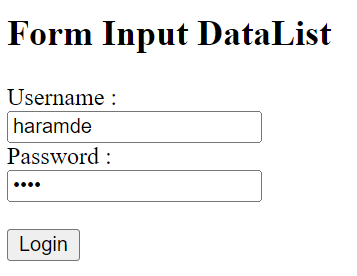 Form Input DataList
Username :
haramde
Password :
••••
Login